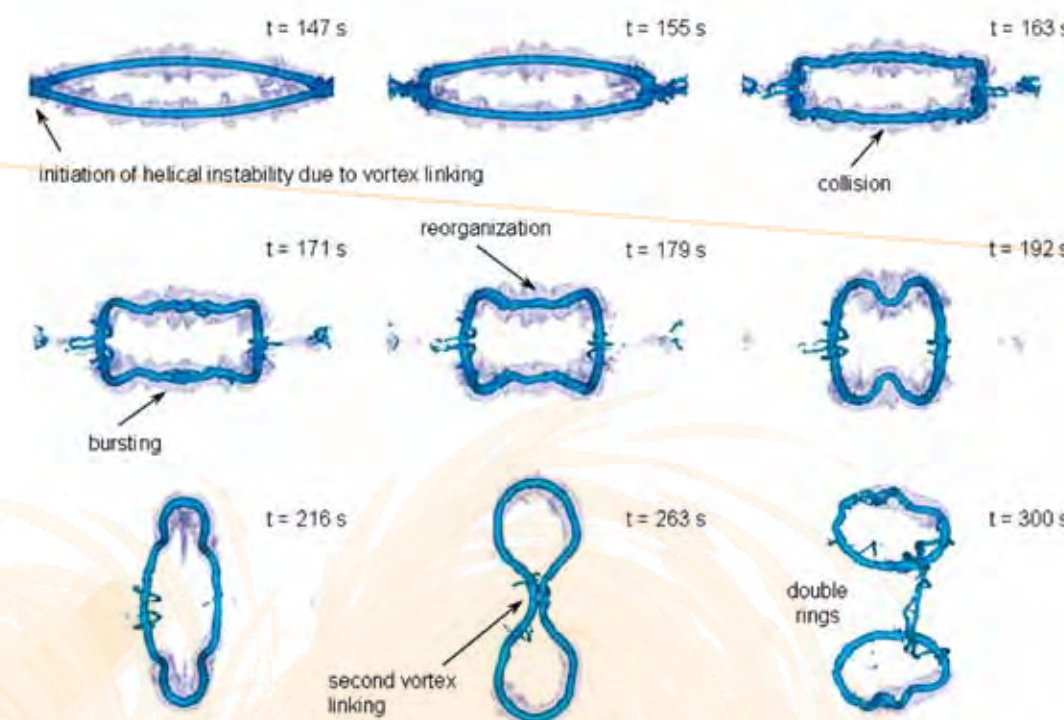 t = 147 s
t = 155 s
t = 163 s
initiation of helical instability due to vortex linking
collision
t = 171 s
reorganization
t = 179 s
t = 192 s
bursting
t = 216 s
t = 263 s
t = 300 s
double
rings
second vortex
linking